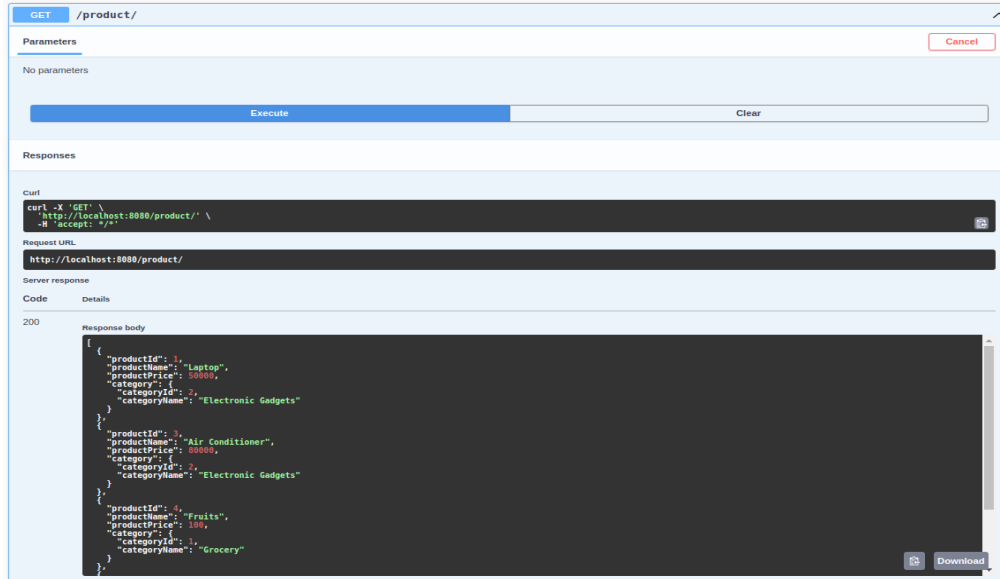 GET /product/
Parameters
Cancel
No parameters
Execute
Clear
Responses
Curl
curl -X 'GET' \
'http://localhost:8080/product/' \
-H 'accept: */*'
Request URL
http://localhost:8080/product/
Server response
Code Details
200
Response body
[
{
"productId": 1,
"productName": "Laptop",
"productPrice": 50000,
"category": {
"categoryId": 2,
"categoryName": "Electronic Gadgets"
}
},
{
"productId": 3,
"productName": "Air Conditioner",
"productPrice": 80000,
"category": {
"categoryId": 2,
"categoryName": "Electronic Gadgets"
}
},
{
"productId": 4,
"productName": "Fruits",
"productPrice": 100,
"category": {
"categoryId": 1,
"categoryName": "Grocery"
}
},
{
Download